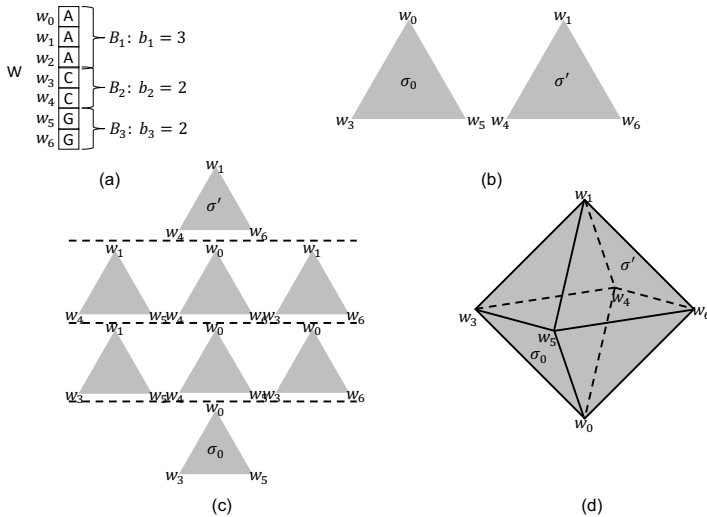 w₀ A
w₁ A B₁: b₁ = 3
w₂ A
W w₃ C B₂: b₂ = 2
w₄ C
w₅ G B₃: b₃ = 2
w₆ G
(a)
w₀ w₁
σ₀ σ′
w₃ w₅ w₄ w₆
(b)
w₁
σ′
w₄ w₆
w₁ w₀ w₁
w₄ w₅ w₄ w₆ w₃ w₆
w₁ w₀ w₀
w₃ w₅ w₄ w₅ w₃ w₆
w₀
σ₀
w₃ w₅
(c)
w₁
σ′
w₄
w₃ w₆
w₅
σ₀
w₀
(d)